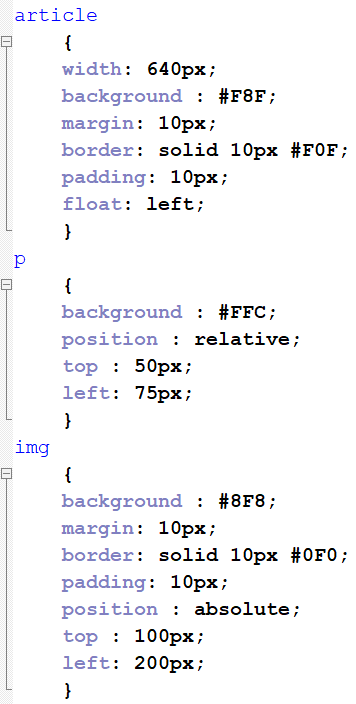 article
{
width: 640px;
background : #F8F;
margin: 10px;
border: solid 10px #F0F;
padding: 10px;
float: left;
}
p
{
background : #FFC;
position : relative;
top : 50px;
left: 75px;
}
img
{
background : #8F8;
margin: 10px;
border: solid 10px #0F0;
padding: 10px;
position : absolute;
top : 100px;
left: 200px;
}